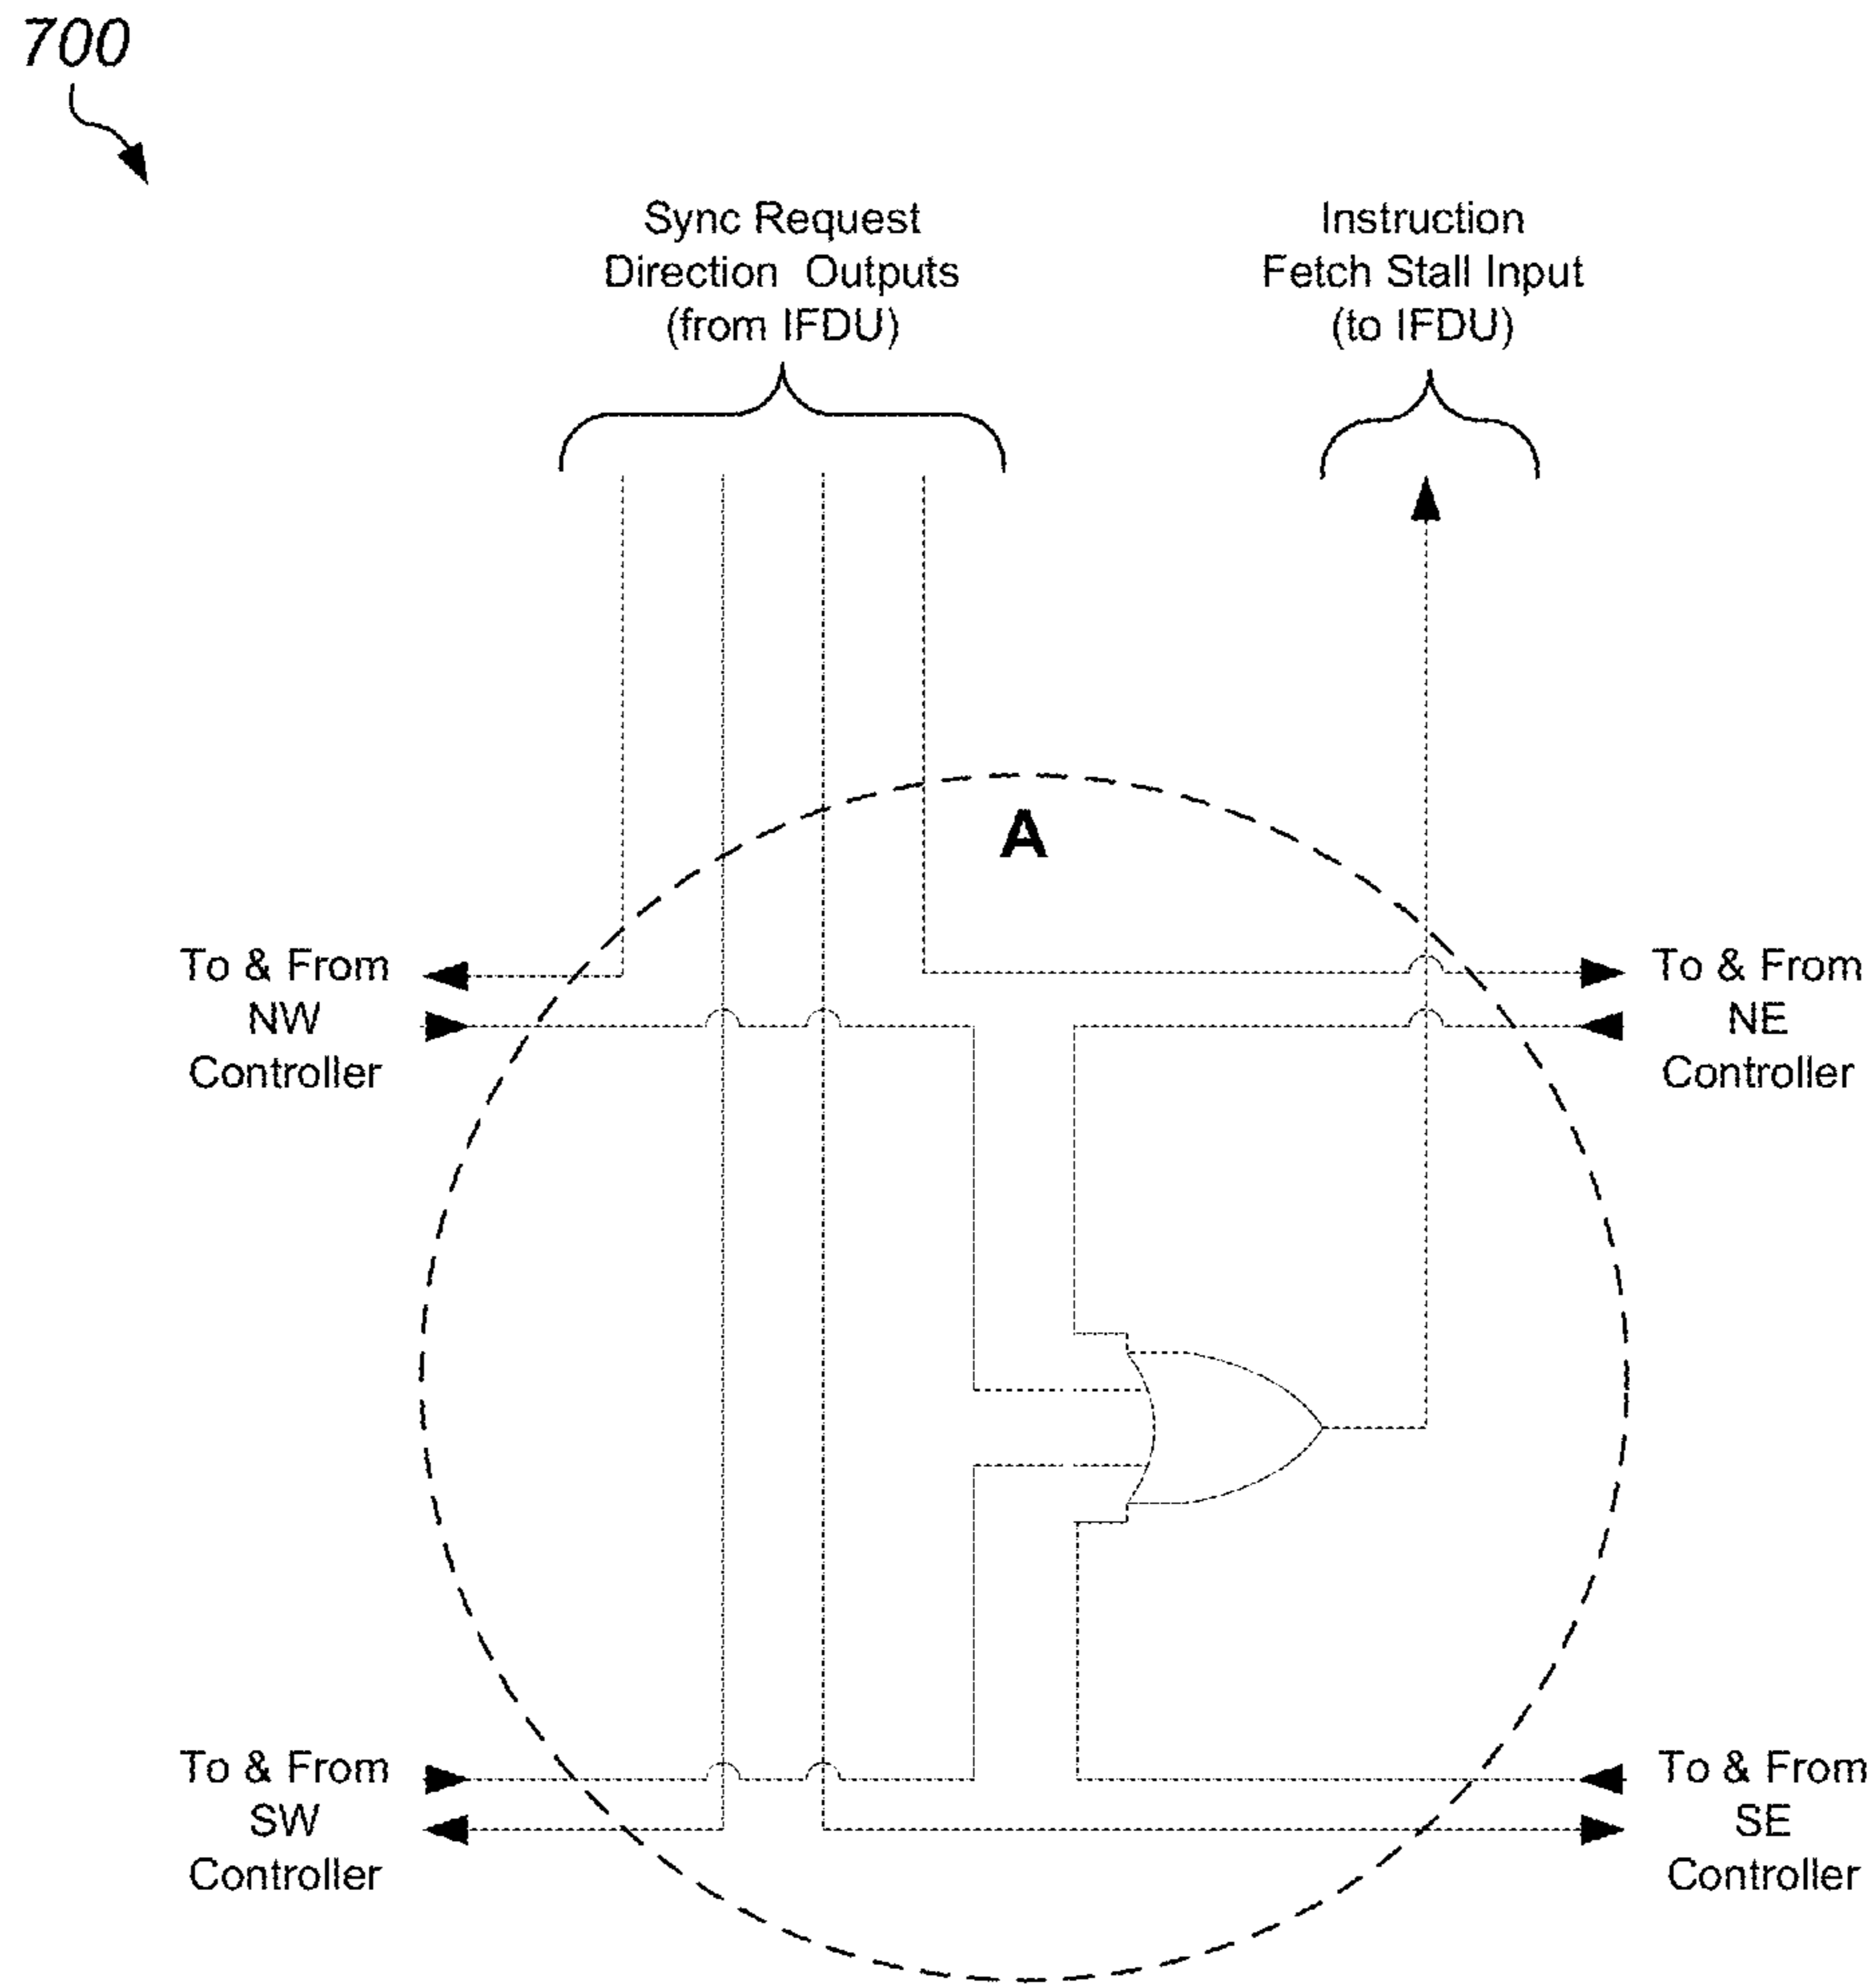 700
Sync Request
Direction Outputs
(from IFDU)
Instruction
Fetch Stall Input
(to IFDU)
A
To & From
NW
Controller
To & From
NE
Controller
To & From
SW
Controller
To & From
SE
Controller